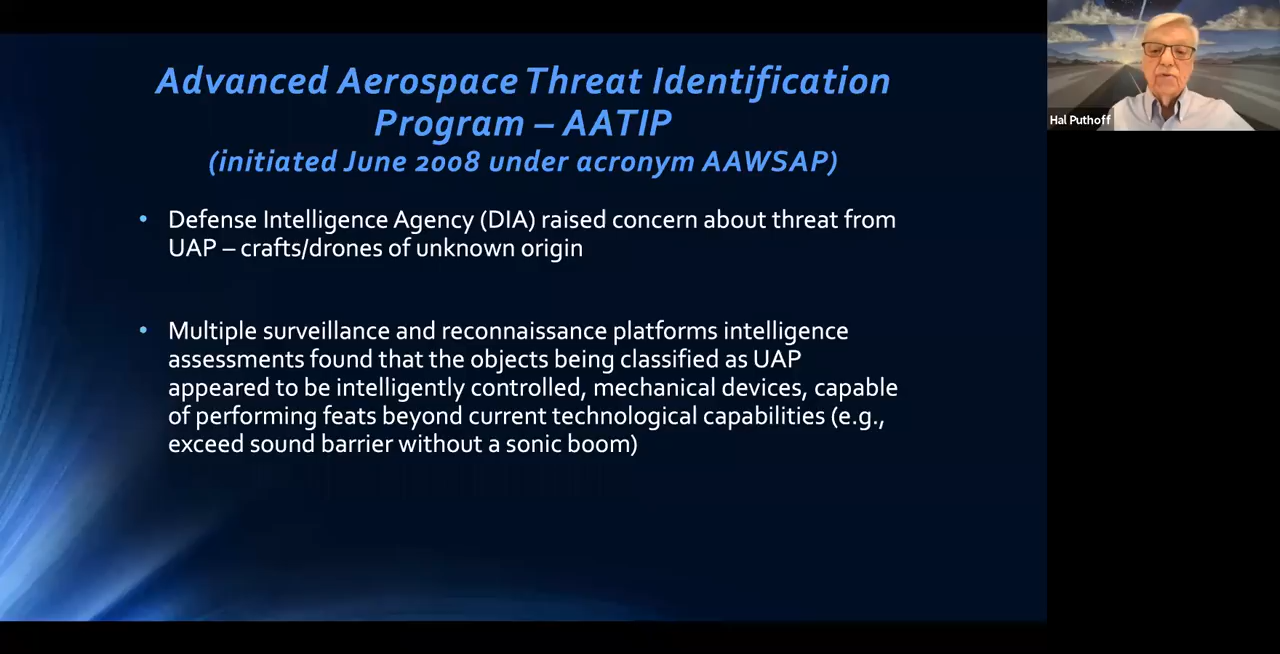 Advanced Aerospace Threat Identification
Program – AATIP
(initiated June 2008 under acronym AAWSAP)
• Defense Intelligence Agency (DIA) raised concern about threat from
UAP – crafts/drones of unknown origin
• Multiple surveillance and reconnaissance platforms intelligence
assessments found that the objects being classified as UAP
appeared to be intelligently controlled, mechanical devices, capable
of performing feats beyond current technological capabilities (e.g.,
exceed sound barrier without a sonic boom)
Hal Puthoff